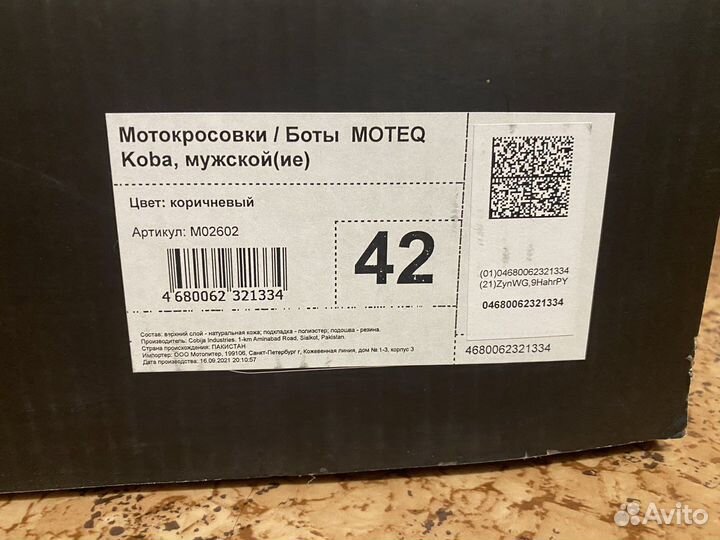 Мотокросовки / Боты MOTEQ
Koba, мужской(ие)
Цвет: коричневый
Артикул: M02602
4 680062 321334
42
Состав: верхний слой - натуральная кожа; подкладка - полиэстер; подошва - резина.
Производитель: Cobija Industries. 1-km Aminabad Road, Sialkot, Pakistan.
Страна происхождения: ПАКИСТАН
Импортер: ООО Мотопитер. 199106, Санкт-Петербург г, Кожевенная линия, дом № 1-3, корпус 3
Дата производства: 16.09.2021 20:10:57
(01)04680062321334
(21)ZynWG,9HahrPY
04680062321334
4680062321334
Avito